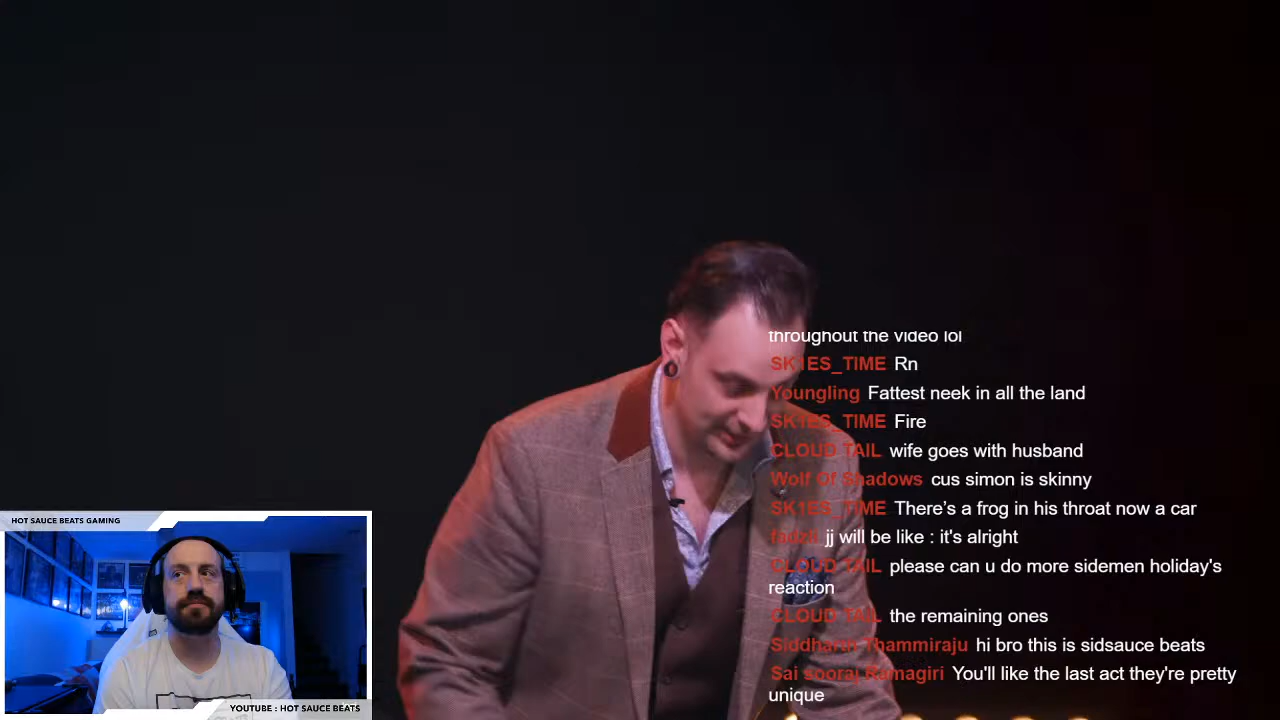 throughout the video lol
SK1ES_TIME Rn
Youngling Fattest neek in all the land
SK1ES_TIME Fire
CLOUD TAIL wife goes with husband
Wolf Of Shadows cus simon is skinny
SK1ES_TIME There's a frog in his throat now a car
fadzll jj will be like : it's alright
CLOUD TAIL please can u do more sidemen holiday's
reaction
CLOUD TAIL the remaining ones
Siddharth Thammiraju hi bro this is sidsauce beats
Sai sooraj Ramagiri You'll like the last act they're pretty
unique
HOT SAUCE BEATS GAMING
YOUTUBE : HOT SAUCE BEATS